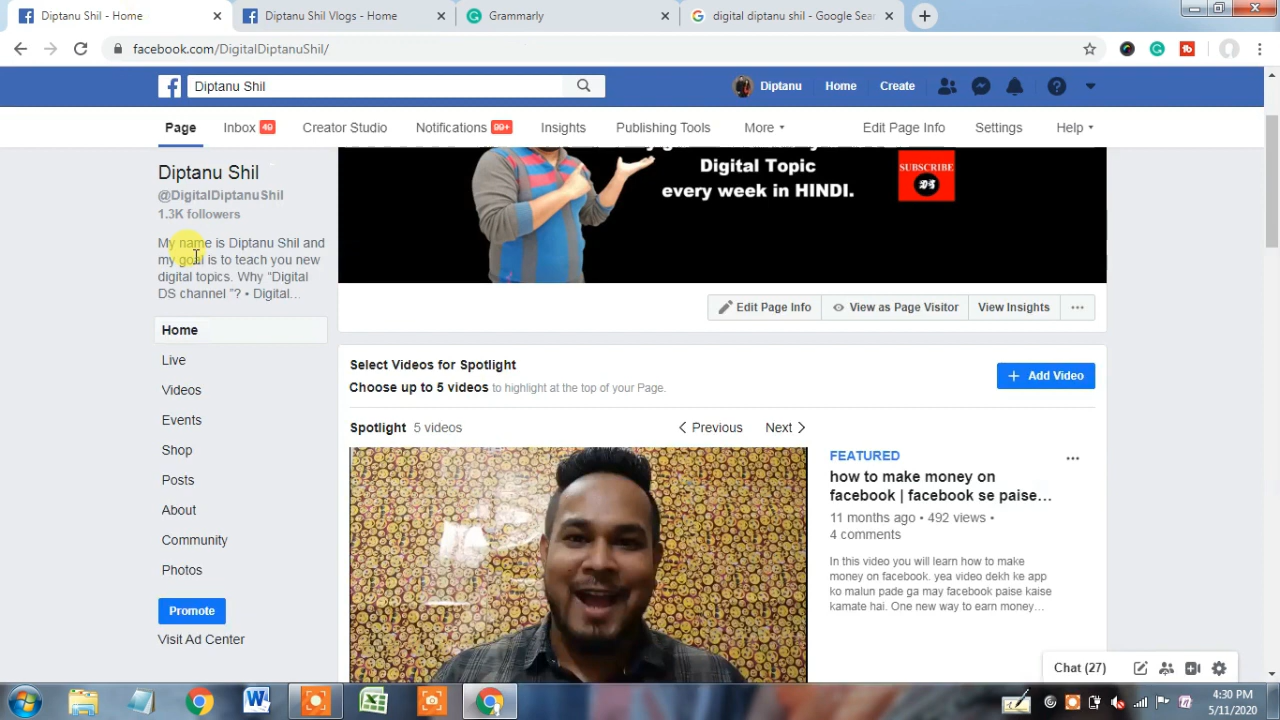 Diptanu Shil - Home
Diptanu Shil Vlogs - Home
Grammarly
digital diptanu shil - Google Sear
facebook.com/DigitalDiptanuShil/
Diptanu Shil
Diptanu
Home
Create
Page
Inbox 49
Creator Studio
Notifications 99+
Insights
Publishing Tools
More
Edit Page Info
Settings
Help
Diptanu Shil
@DigitalDiptanuShil
1.3K followers
My name is Diptanu Shil and
my goal is to teach you new
digital topics. Why “Digital
DS channel ”? • Digital...
Home
Live
Videos
Events
Shop
Posts
About
Community
Photos
Promote
Visit Ad Center
Digital Topic
every week in HINDI.
SUBSCRIBE
Edit Page Info
View as Page Visitor
View Insights
Select Videos for Spotlight
Choose up to 5 videos to highlight at the top of your Page.
+ Add Video
Spotlight 5 videos
Previous
Next
FEATURED
how to make money on
facebook | facebook se paise…
11 months ago • 492 views •
4 comments
In this video you will learn how to make
money on facebook. yea video dekh ke app
ko malun pade ga may facebook paise kaise
kamate hai. One new way to earn money…
Chat (27)
4:30 PM
5/11/2020